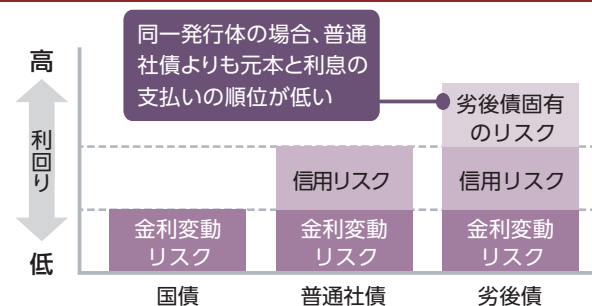 同一発行体の場合、普通
社債よりも元本と利息の
支払いの順位が低い
高
利回り
低
劣後債固有
のリスク
信用リスク
信用リスク
金利変動
リスク
金利変動
リスク
金利変動
リスク
国債
普通社債
劣後債